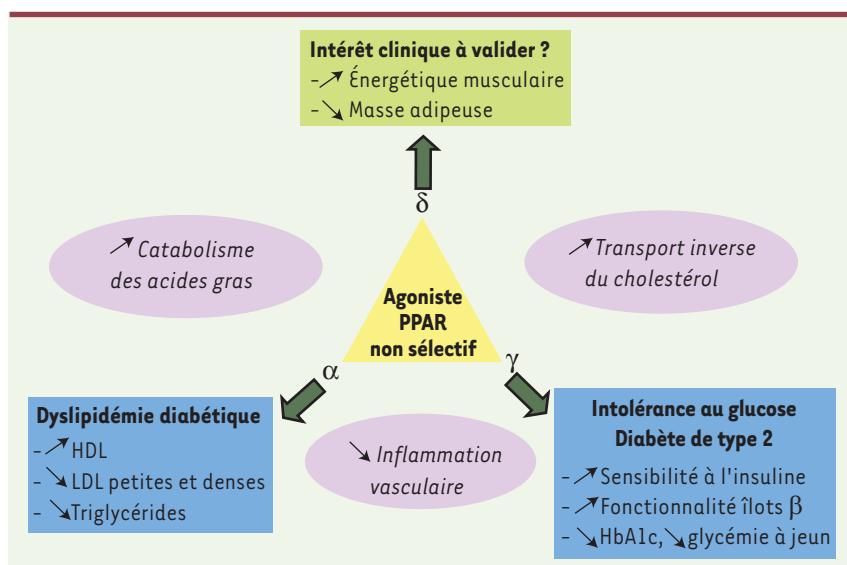 Intérêt clinique à valider ?
-↗ Énergétique musculaire
-↘ Masse adipeuse
δ
↗ Catabolisme
des acides gras
↗ Transport inverse
du cholestérol
Agoniste
PPAR
non sélectif
α
γ
Dyslipidémie diabétique
-↗ HDL
-↘ LDL petites et denses
-↘ Triglycérides
↘ Inflammation
vasculaire
Intolérance au glucose
Diabète de type 2
-↗ Sensibilité à l'insuline
-↗ Fonctionnalité îlots β
-↘ HbA1c, ↘ glycémie à jeun